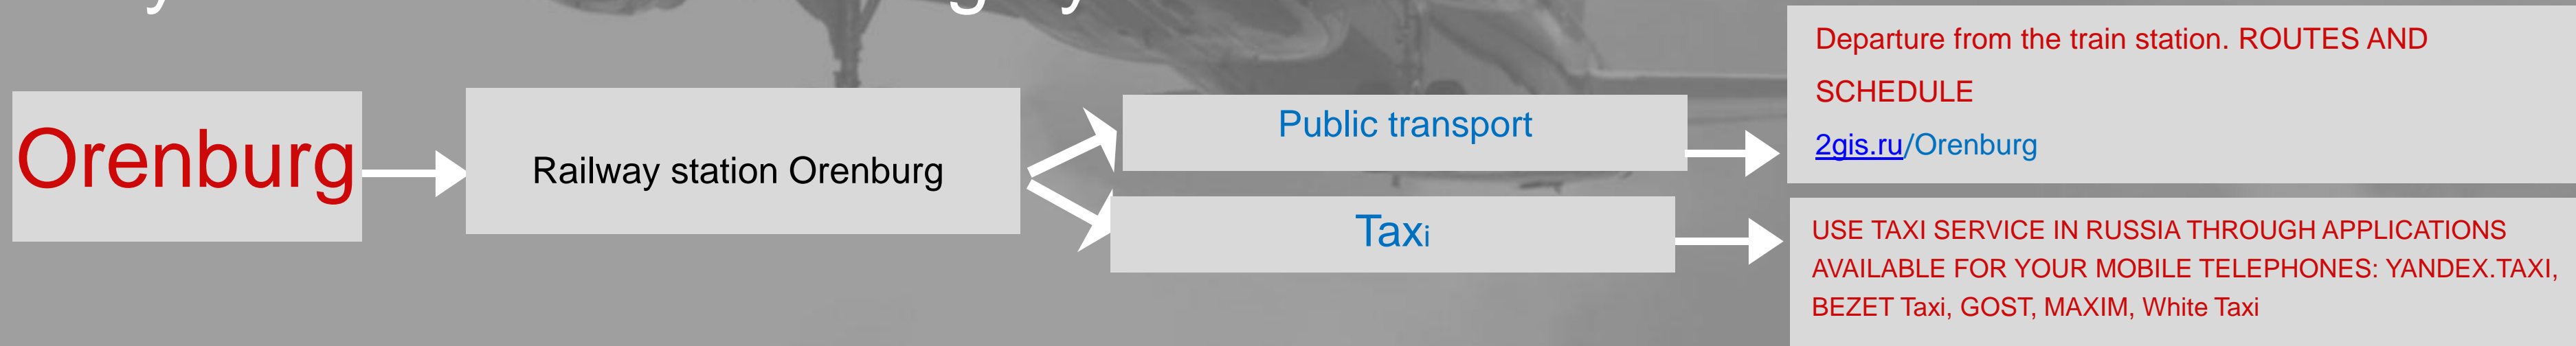 Orenburg
Railway station Orenburg
Public transport
Taxi
Departure from the train station. ROUTES AND
SCHEDULE
2gis.ru/Orenburg
USE TAXI SERVICE IN RUSSIA THROUGH APPLICATIONS
AVAILABLE FOR YOUR MOBILE TELEPHONES: YANDEX.TAXI,
BEZET Taxi, GOST, MAXIM, White Taxi